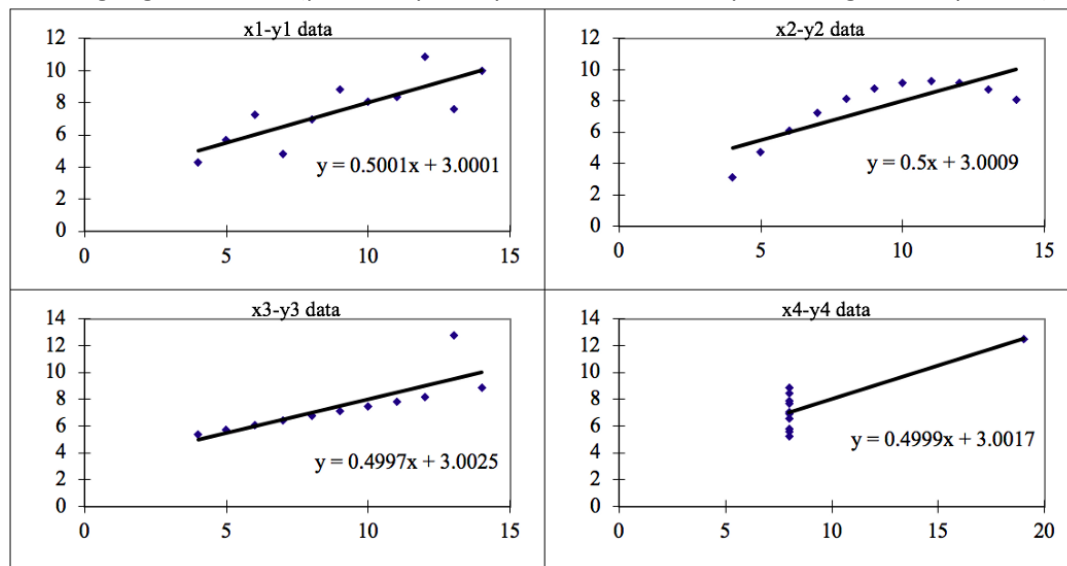 x1-y1 data
12
10
8
6
4
2
0
y = 0.5001x + 3.0001
0 5 10 15
x2-y2 data
12
10
8
6
4
2
0
y = 0.5x + 3.0009
0 5 10 15
x3-y3 data
14
12
10
8
6
4
2
0
y = 0.4997x + 3.0025
0 5 10 15
x4-y4 data
14
12
10
8
6
4
2
0
y = 0.4999x + 3.0017
0 5 10 15 20